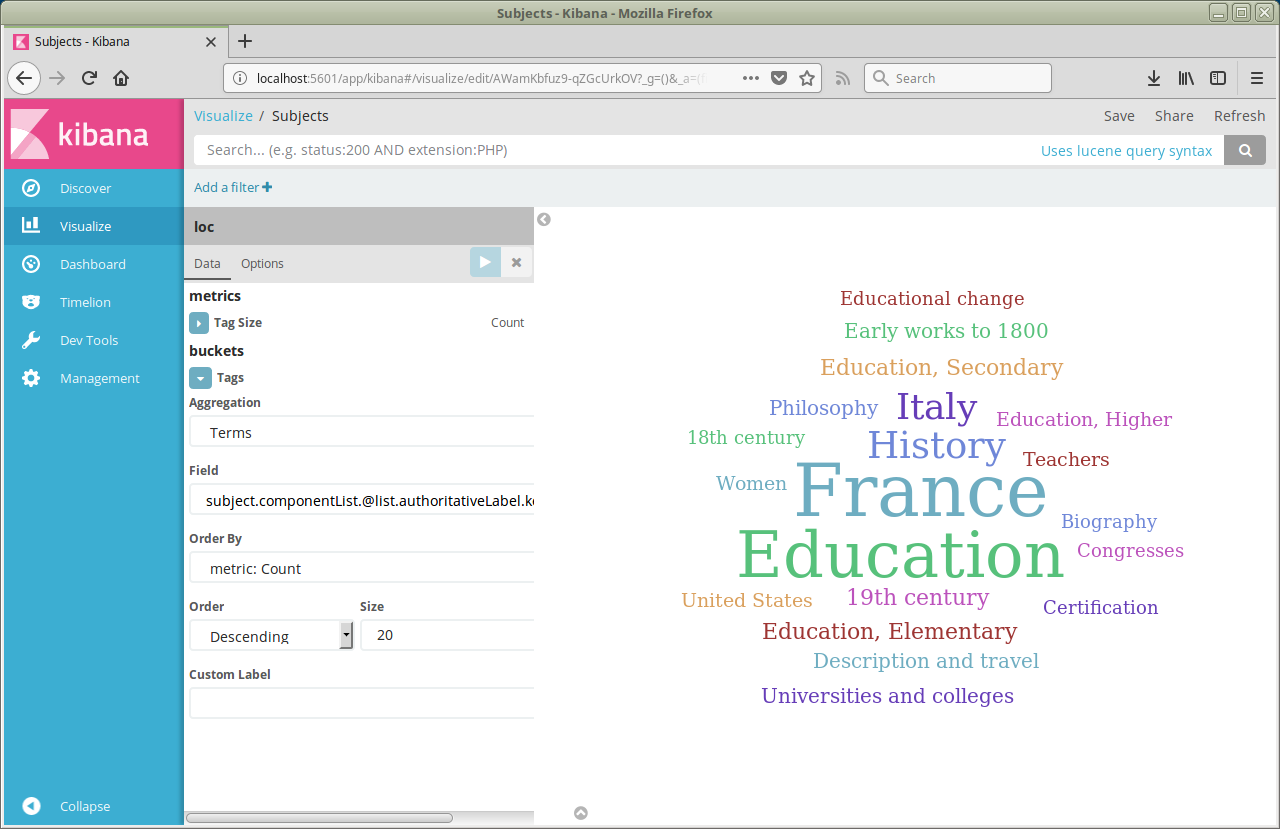 Subjects - Kibana - Mozilla Firefox
Subjects - Kibana
localhost:5601/app/kibana#/visualize/edit/AWamKbfuz9-qZGcUrkOV?_g=()&_a=(
Search
kibana
Discover
Visualize
Dashboard
Timelion
Dev Tools
Management
Collapse
Visualize / Subjects
Save Share Refresh
Search... (e.g. status:200 AND extension:PHP)
Uses lucene query syntax
Add a filter
loc
Data Options
metrics
Tag Size Count
buckets
Tags
Aggregation
Terms
Field
subject.componentList.@list.authoritativeLabel.ke
Order By
metric: Count
Order Size
Descending 20
Custom Label
Educational change
Early works to 1800
Education, Secondary
Philosophy Italy Education, Higher
18th century History Teachers
Women France
Biography
Education Congresses
United States 19th century Certification
Education, Elementary
Description and travel
Universities and colleges